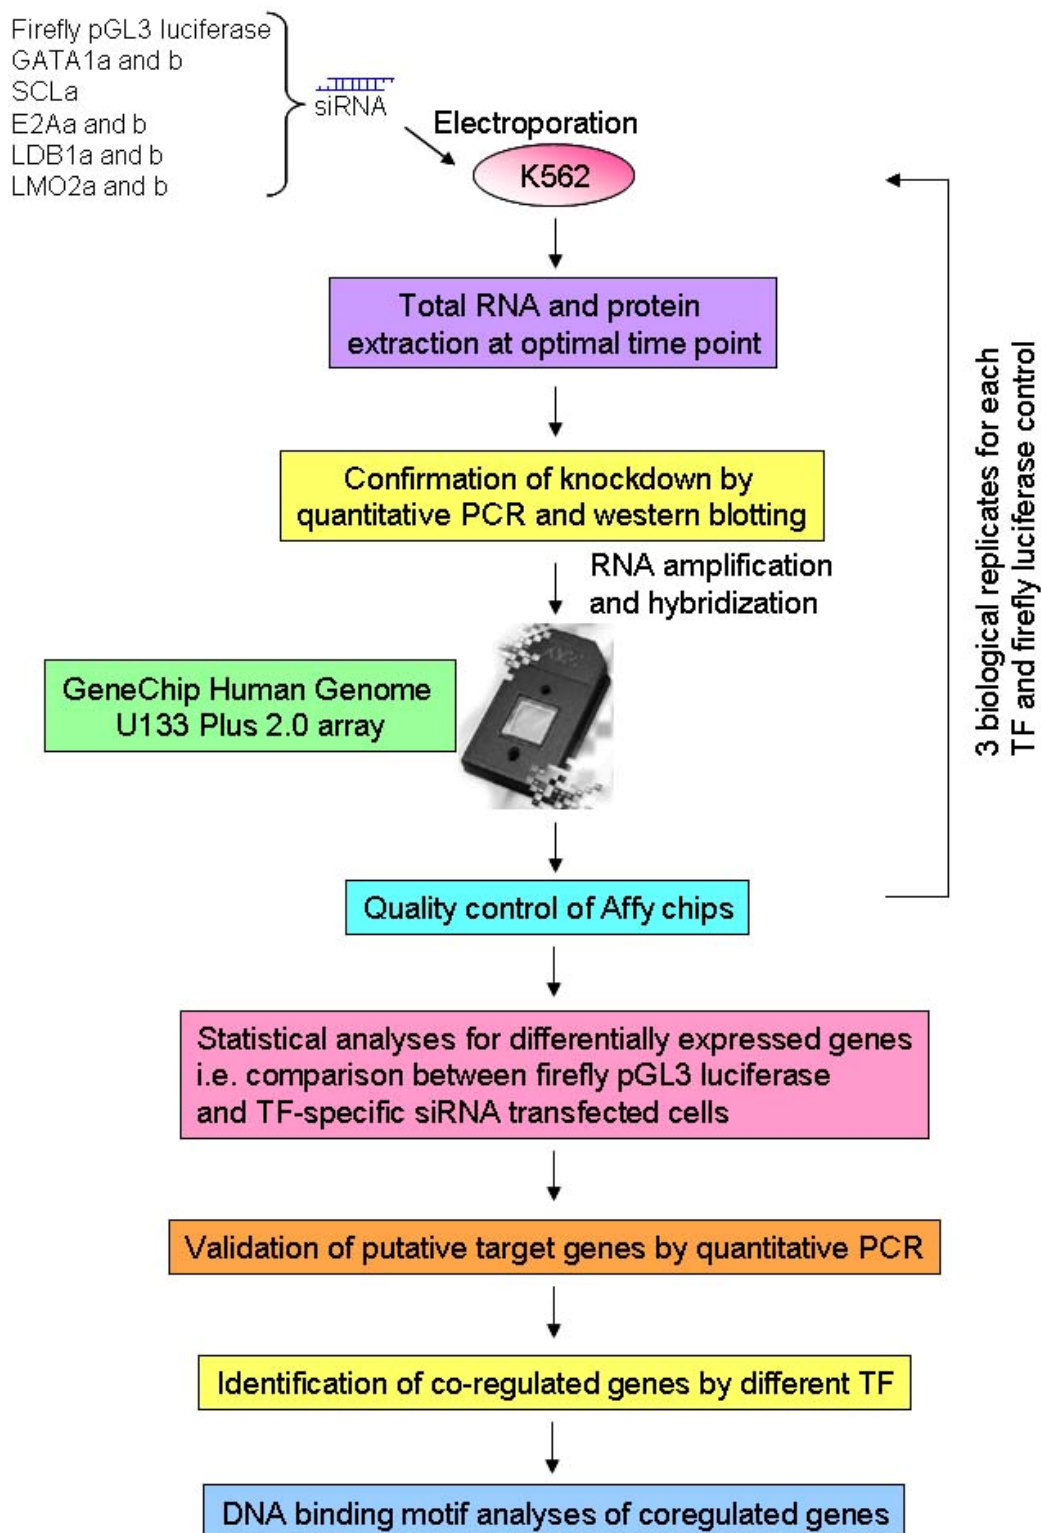 Firefly pGL3 luciferase
GATA1a and b
SCLa
E2Aa and b
LDB1a and b
LMO2a and b
siRNA
Electroporation
K562
Total RNA and protein
extraction at optimal time point
Confirmation of knockdown by
quantitative PCR and western blotting
RNA amplification
and hybridization
GeneChip Human Genome
U133 Plus 2.0 array
Quality control of Affy chips
3 biological replicates for each
TF and firefly luciferase control
Statistical analyses for differentially expressed genes
i.e. comparison between firefly pGL3 luciferase
and TF-specific siRNA transfected cells
Validation of putative target genes by quantitative PCR
Identification of co-regulated genes by different TF
DNA binding motif analyses of coregulated genes